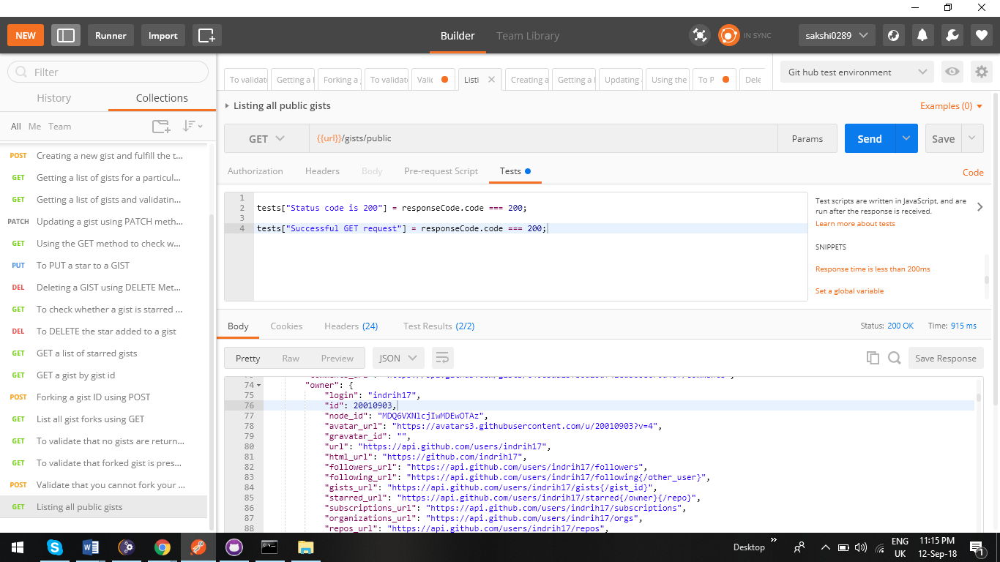 NEW
Runner
Import
Builder
Team Library
IN SYNC
sakshi0289
Filter
History
Collections
All Me Team
POST Creating a new gist and fulfill the t...
GET Getting a list of gists for a particul...
GET Getting a list of gists and validatin...
PATCH Updating a gist using PATCH meth...
GET Using the GET method to check w...
PUT To PUT a star to a GIST
DEL Deleting a GIST using DELETE Met...
GET To check whether a gist is starred ...
DEL To DELETE the star added to a gist
GET GET a list of starred gists
GET GET a gist by gist id
POST Forking a gist ID using POST
GET List all gist forks using GET
GET To validate that no gists are return...
GET To validate that forked gist is pres...
POST Validate that you cannot fork your ...
GET Listing all public gists
To validat
Getting a l
Forking a
To validat
Valic
Listi
Creating a
Getting a l
Updating
Using the
To P
Dele
Git hub test environment
Listing all public gists
Examples (0)
GET
{{url}}/gists/public
Params
Send
Save
Authorization
Headers
Body
Pre-request Script
Tests
Code
1
2 tests["Status code is 200"] = responseCode.code === 200;
3
4 tests["Successful GET request"] = responseCode.code === 200;
Test scripts are written in JavaScript, and are
run after the response is received.
Learn more about tests
SNIPPETS
Response time is less than 200ms
Set a global variable
Body
Cookies
Headers (24)
Test Results (2/2)
Status: 200 OK
Time: 915 ms
Pretty
Raw
Preview
JSON
Save Response
74 "owner": {
75 "login": "indrih17",
76 "id": 20010903,
77 "node_id": "MDQ6VXNlcjIwMDEwOTAz",
78 "avatar_url": "https://avatars3.githubusercontent.com/u/20010903?v=4",
79 "gravatar_id": "",
80 "url": "https://api.github.com/users/indrih17",
81 "html_url": "https://github.com/indrih17",
82 "followers_url": "https://api.github.com/users/indrih17/followers",
83 "following_url": "https://api.github.com/users/indrih17/following{/other_user}",
84 "gists_url": "https://api.github.com/users/indrih17/gists{/gist_id}",
85 "starred_url": "https://api.github.com/users/indrih17/starred{/owner}{/repo}",
86 "subscriptions_url": "https://api.github.com/users/indrih17/subscriptions",
87 "organizations_url": "https://api.github.com/users/indrih17/orgs",
88 "repos_url": "https://api.github.com/users/indrih17/repos",
Desktop
ENG
UK
11:15 PM
12-Sep-18
1